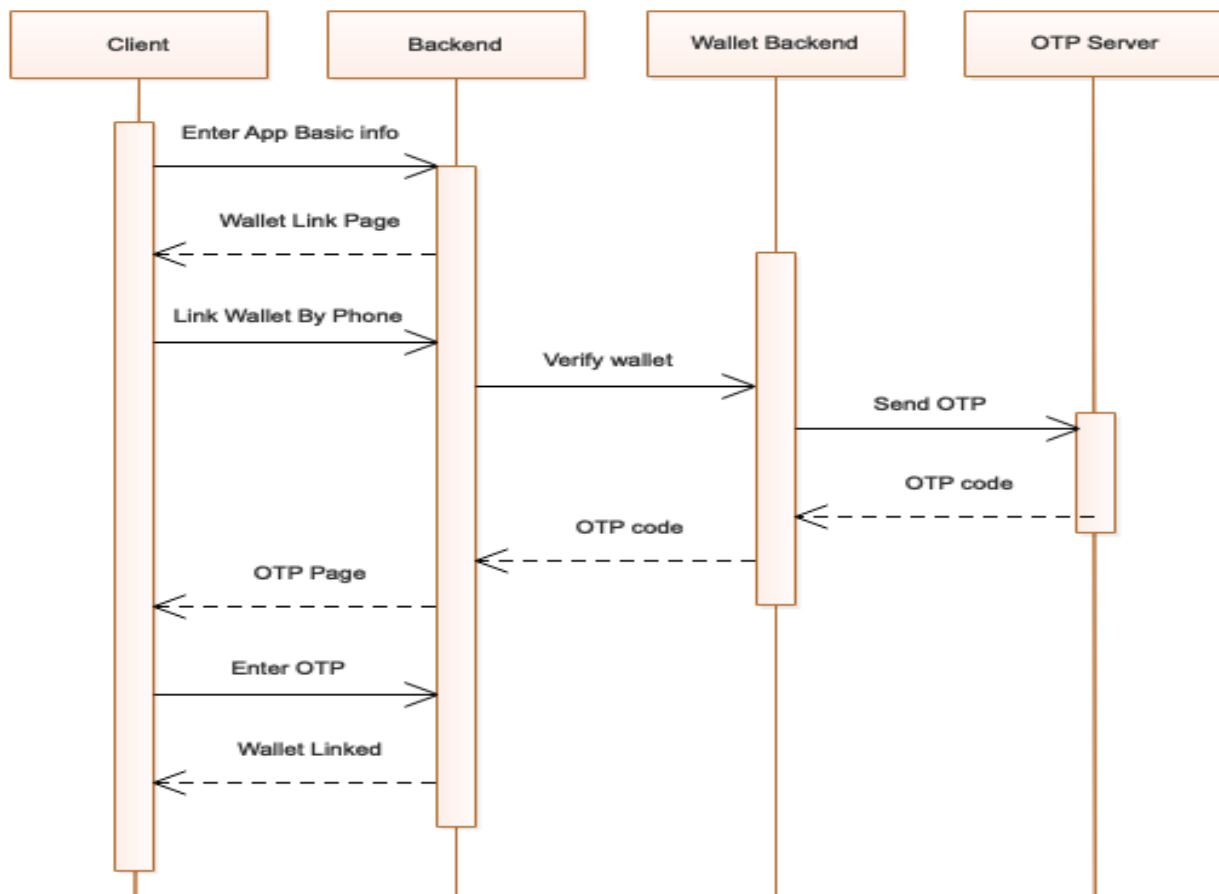 Client
Backend
Wallet Backend
OTP Server
Enter App Basic info
Wallet Link Page
Link Wallet By Phone
Verify wallet
Send OTP
OTP code
OTP code
OTP Page
Enter OTP
Wallet Linked